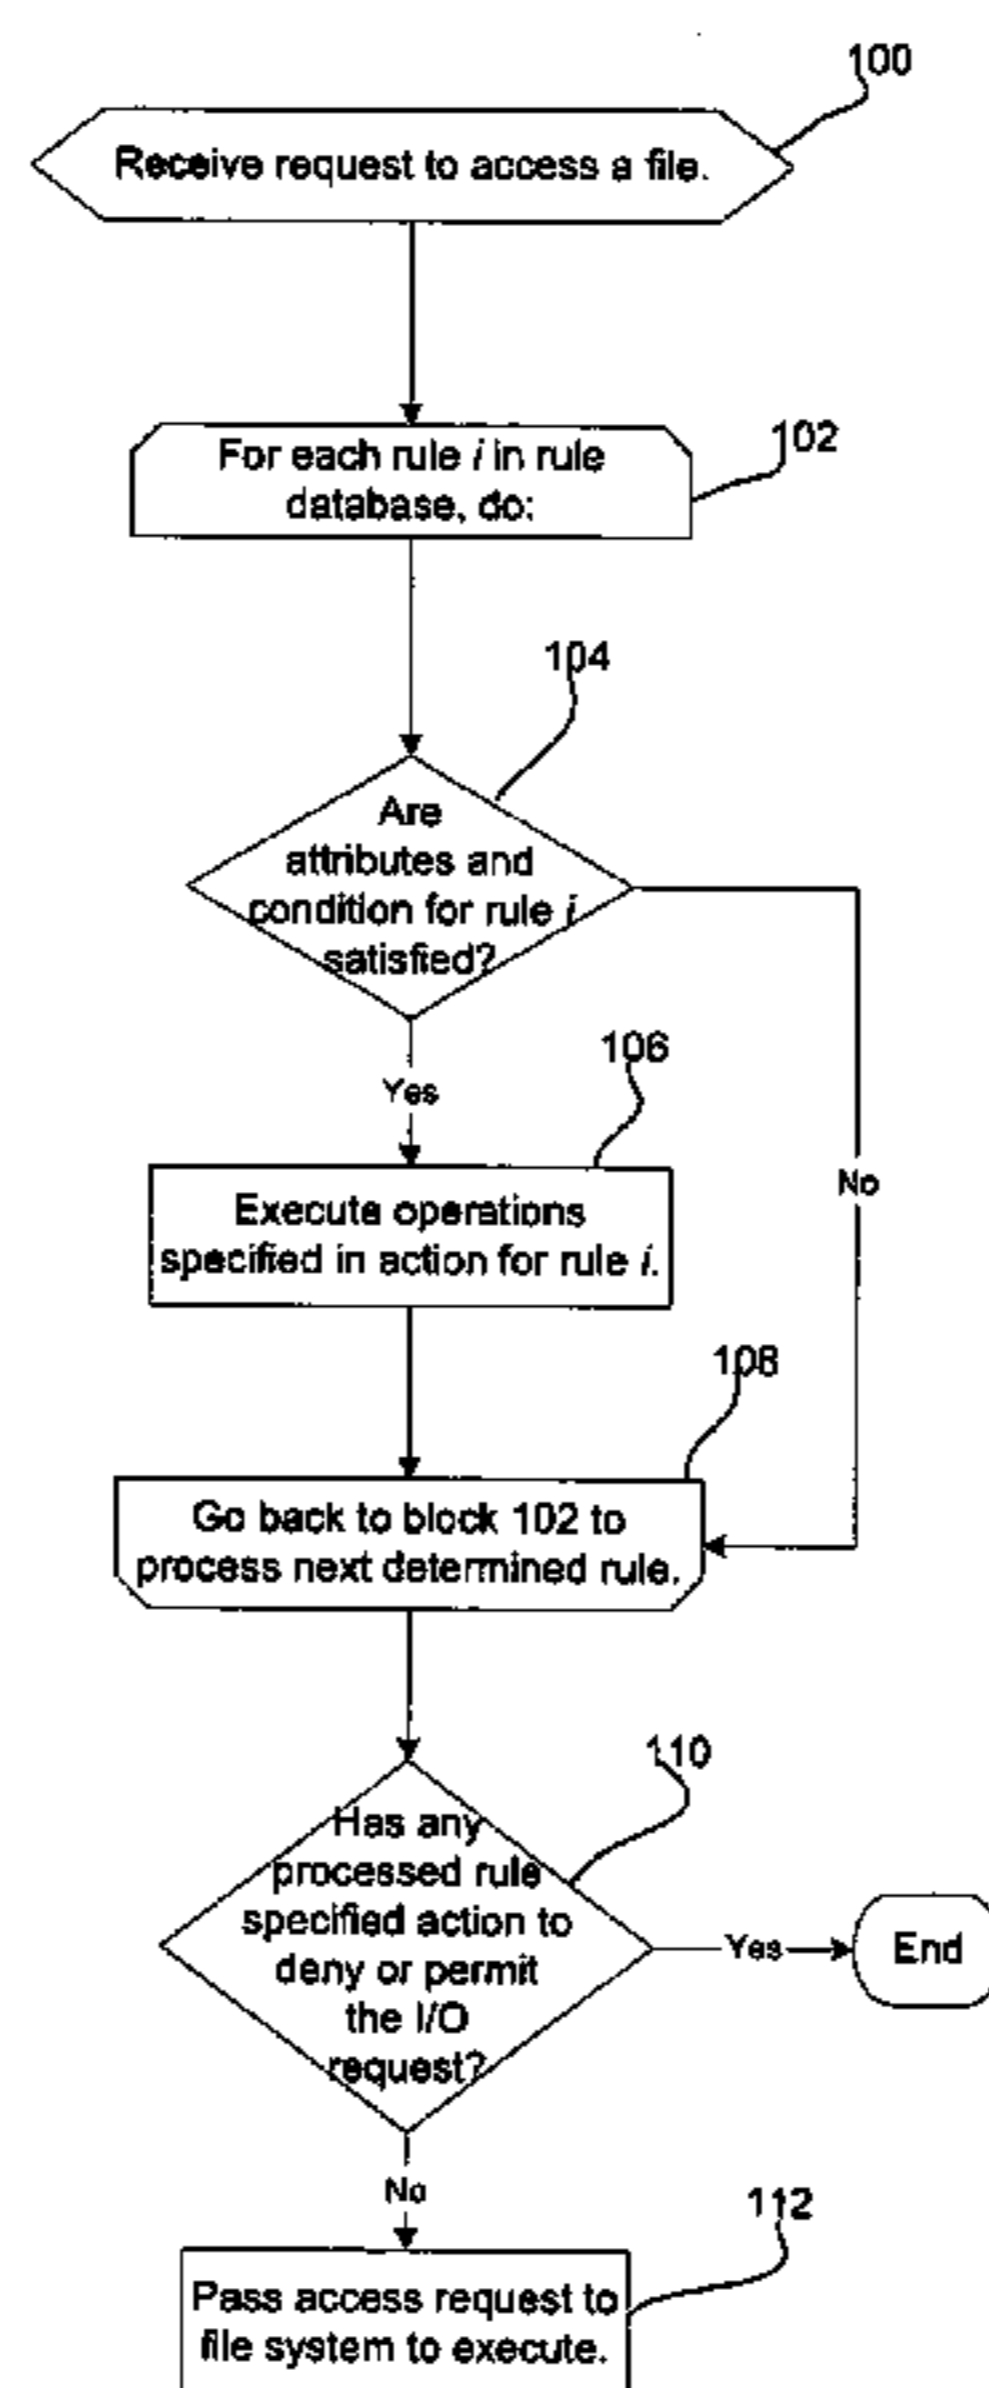 100
Receive request to access a file.
For each rule i in rule
database, do:
102
104
Are
attributes and
condition for rule i
satisfied?
106
Yes
Execute operations
specified in action for rule i.
No
108
Go back to block 102 to
process next determined rule.
110
Has any
processed rule
specified action to
deny or permit
the I/O
request?
Yes
End
No
112
Pass access request to
file system to execute.